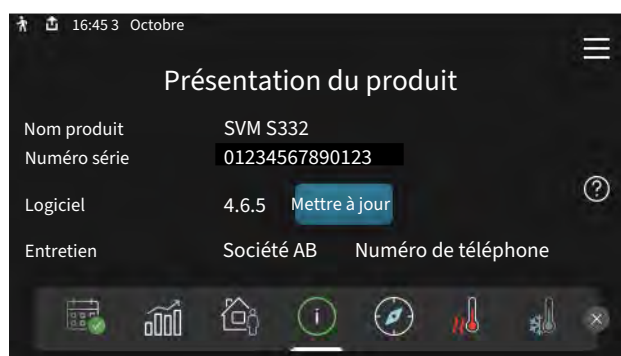 16:45 3 Octobre
Présentation du produit
Nom produit SVM S332
Numéro série 01234567890123
Logiciel 4.6.5 Mettre à jour
Entretien Société AB Numéro de téléphone